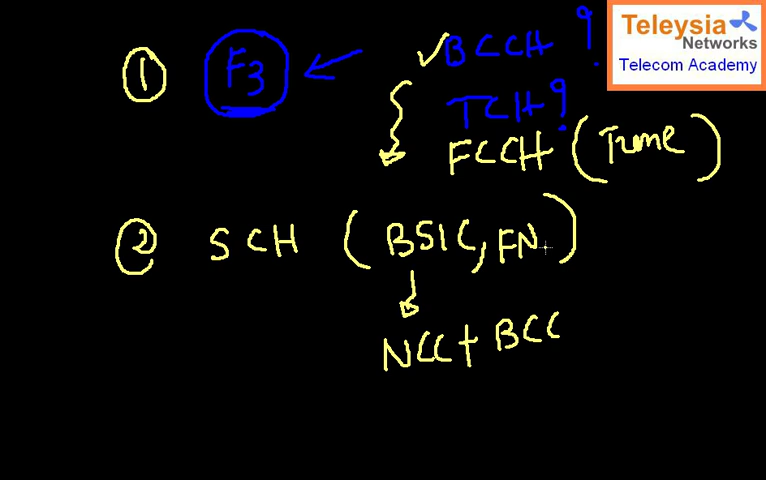 Teleysia
Networks
Telecom Academy
① F3 ← ✓BCCH ?
TCH?
FCCH (Time)
② SCH (BSIC, FN)
NCC + BCC